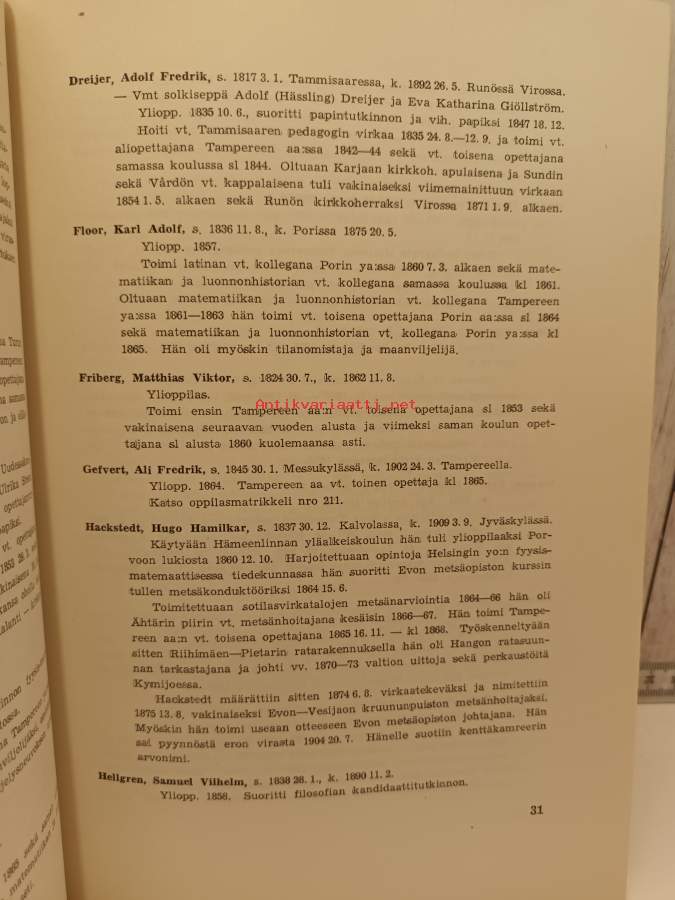 Dreijer, Adolf Fredrik, s. 1817 3. 1. Tammisaaressa, k. 1892 26. 5. Runössä Virossa.
— Vmt solkiseppä Adolf (Hässling) Dreijer ja Eva Katharina Giöllström.
Yliopp. 1835 10. 6., suoritti papintutkinnon ja vih. papiksi 1847 18. 12.
Hoiti vt. Tammisaaren pedagogin virkaa 1835 24. 8.—12. 9. ja toimi vt.
aliopettajana Tampereen aa:ssa 1842—44 sekä vt. toisena opettajana
samassa koulussa sl 1844. Oltuaan Karjaan kirkkoh. apulaisena ja Sundin
sekä Vårdön vt. kappalaisena tuli vakinaiseksi viimemainittuun virkaan
1854 1. 5. alkaen sekä Runön kirkkoherraksi Virossa 1871 1. 9. alkaen.
Floor, Karl Adolf, s. 1836 11. 8., k. Porissa 1875 20. 5.
Yliopp. 1857.
Toimi latinan vt. kollegana Porin ya:ssa 1860 7. 3. alkaen sekä mate-
matiikan ja luonnonhistorian vt. kollegana samassa koulussa kl 1861.
Oltuaan matematiikan ja luonnonhistorian vt. kollegana Tampereen
ya:ssa 1861—1863 hän toimi vt. toisena opettajana Porin aa:ssa sl 1864
sekä matematiikan ja luonnonhistorian vt. kollegana Porin ya:ssa kl
1865. Hän oli myöskin tilanomistaja ja maanviljelijä.
Friberg, Matthias Viktor, s. 1824 30. 7., k. 1862 11. 8.
Ylioppilas.
Antikvariaatti.net
Toimi ensin Tampereen aa:n vt. toisena opettajana sl 1853 sekä
vakinaisena seuraavan vuoden alusta ja viimeksi saman koulun opet-
tajana sl alusta 1860 kuolemaansa asti.
Gefvert, Ali Fredrik, s. 1845 30. 1. Messukylässä, k. 1902 24. 3. Tampereella.
Yliopp. 1864. Tampereen aa vt. toinen opettaja kl 1865.
Katso oppilasmatrikkeli nro 211.
Hackstedt, Hugo Hamilkar, s. 1837 30. 12. Kalvolassa, k. 1909 3. 9. Jyväskylässä.
Käytyään Hämeenlinnan yläalkeiskoulun hän tuli ylioppilaaksi Por-
voon lukiosta 1860 12. 10. Harjoitettuaan opintoja Helsingin yo:n fyysis-
matemaattisessa tiedekunnassa hän suoritti Evon metsäopiston kurssin
tullen metsäkonduktööriksi 1864 15. 6.
Toimitettuaan sotilasvirkatalojen metsänarviointia 1864—66 hän oli
Ähtärin piirin vt. metsänhoitajana kesäisin 1866—67. Hän toimi Tampe-
reen aa:n vt. toisena opettajana 1865 16. 11. — kl 1868. Työskenneltyään
sitten Riihimäen—Pietarin ratarakennuksella hän oli Hangon ratasuun-
nan tarkastajana ja johti vv. 1870—73 valtion uittoja sekä perkaustöitä
Kymijoessa.
Hackstedt määrättiin sitten 1874 6. 8. virkaatekeväksi ja nimitettiin
1875 13. 8. vakinaiseksi Evon—Vesijaon kruununpuiston metsänhoitajaksi.
Myöskin hän toimi useaan otteeseen Evon metsäopiston johtajana. Hän
sai pyynnöstä eron virasta 1904 20. 7. Hänelle suotiin kenttäkamreerin
arvonimi.
Hellgren, Samuel Vilhelm, s. 1838 28. 1., k. 1890 11. 2.
Yliopp. 1858. Suoritti filosofian kandidaattitutkinnon.
31